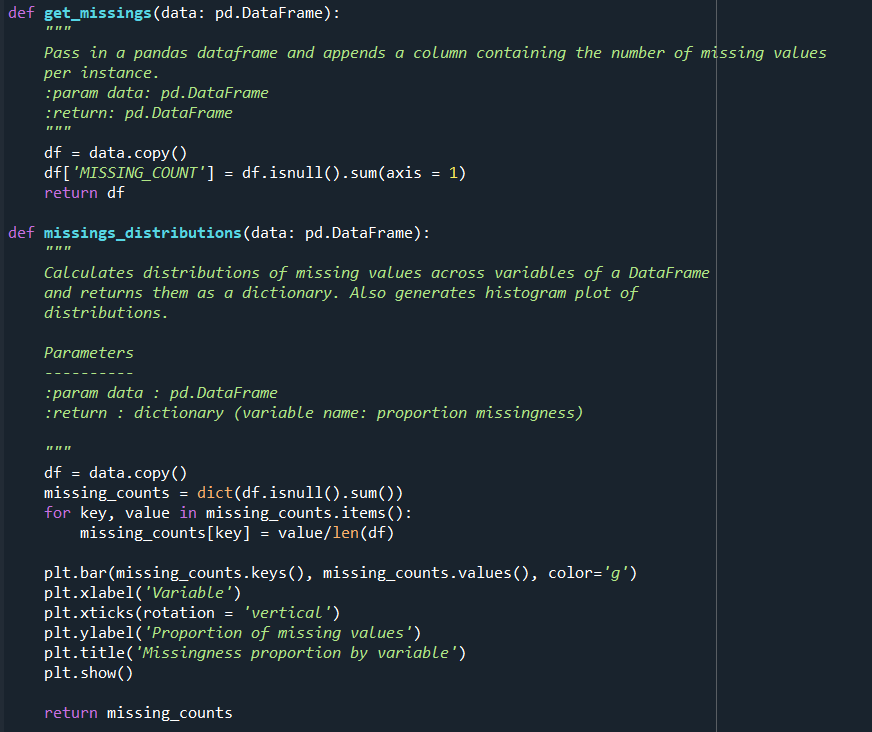 def get_missings(data: pd.DataFrame):
    """
    Pass in a pandas dataframe and appends a column containing the number of missing values
    per instance.
    :param data: pd.DataFrame
    :return: pd.DataFrame
    """
    df = data.copy()
    df['MISSING_COUNT'] = df.isnull().sum(axis = 1)
    return df

def missings_distributions(data: pd.DataFrame):
    """
    Calculates distributions of missing values across variables of a DataFrame
    and returns them as a dictionary. Also generates histogram plot of
    distributions.

    Parameters
    ----------
    :param data : pd.DataFrame
    :return : dictionary (variable name: proportion missingness)

    """
    df = data.copy()
    missing_counts = dict(df.isnull().sum())
    for key, value in missing_counts.items():
        missing_counts[key] = value/len(df)

    plt.bar(missing_counts.keys(), missing_counts.values(), color='g')
    plt.xlabel('Variable')
    plt.xticks(rotation = 'vertical')
    plt.ylabel('Proportion of missing values')
    plt.title('Missingness proportion by variable')
    plt.show()

    return missing_counts